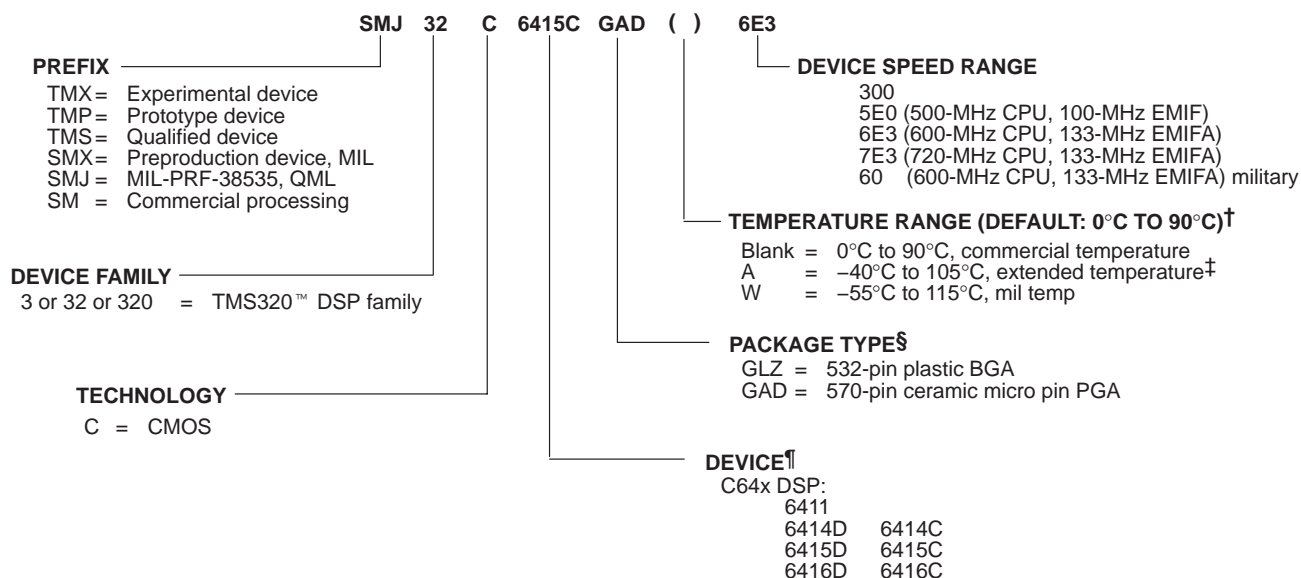 SMJ 32 C 6415C GAD ( ) 6E3
PREFIX
TMX = Experimental device
TMP = Prototype device
TMS = Qualified device
SMX = Preproduction device, MIL
SMJ = MIL-PRF-38535, QML
SM = Commercial processing
DEVICE SPEED RANGE
300
5E0 (500-MHz CPU, 100-MHz EMIF)
6E3 (600-MHz CPU, 133-MHz EMIFA)
7E3 (720-MHz CPU, 133-MHz EMIFA)
60 (600-MHz CPU, 133-MHz EMIFA) military
TEMPERATURE RANGE (DEFAULT: 0°C TO 90°C)†
Blank = 0°C to 90°C, commercial temperature
A = −40°C to 105°C, extended temperature‡
W = −55°C to 115°C, mil temp
DEVICE FAMILY
3 or 32 or 320 = TMS320™ DSP family
PACKAGE TYPE§
GLZ = 532-pin plastic BGA
GAD = 570-pin ceramic micro pin PGA
TECHNOLOGY
C = CMOS
DEVICE¶
C64x DSP:
6411
6414D 6414C
6415D 6415C
6416D 6416C